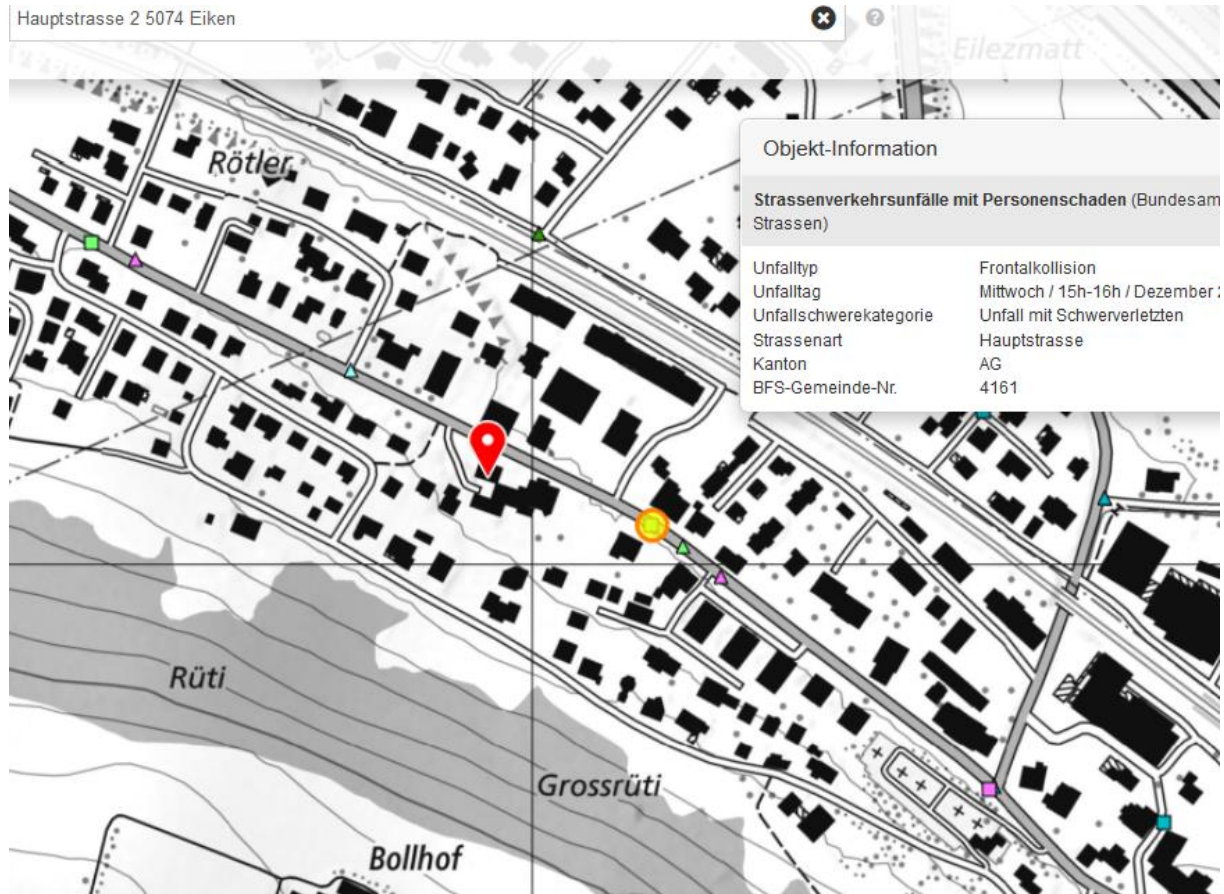 Hauptstrasse 2 5074 Eiken
?
Eilezmatt
Rötler
Objekt-Information
Strassenverkehrsunfälle mit Personenschaden (Bundesam
Strassen)
Unfalltyp Frontalkollision
Unfalltag Mittwoch / 15h-16h / Dezember
Unfallschwerekategorie Unfall mit Schwerverletzten
Strassenart Hauptstrasse
Kanton AG
BFS-Gemeinde-Nr. 4161
Rüti
Grossrüti
Bollhof